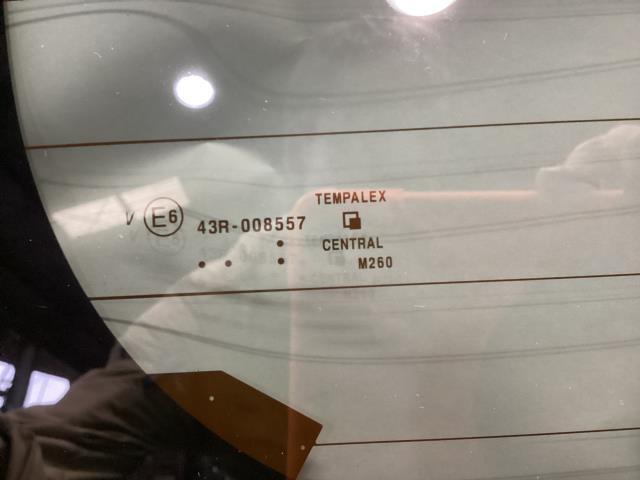 TEMPALEX
V E6 43R-008557
CENTRAL
M260